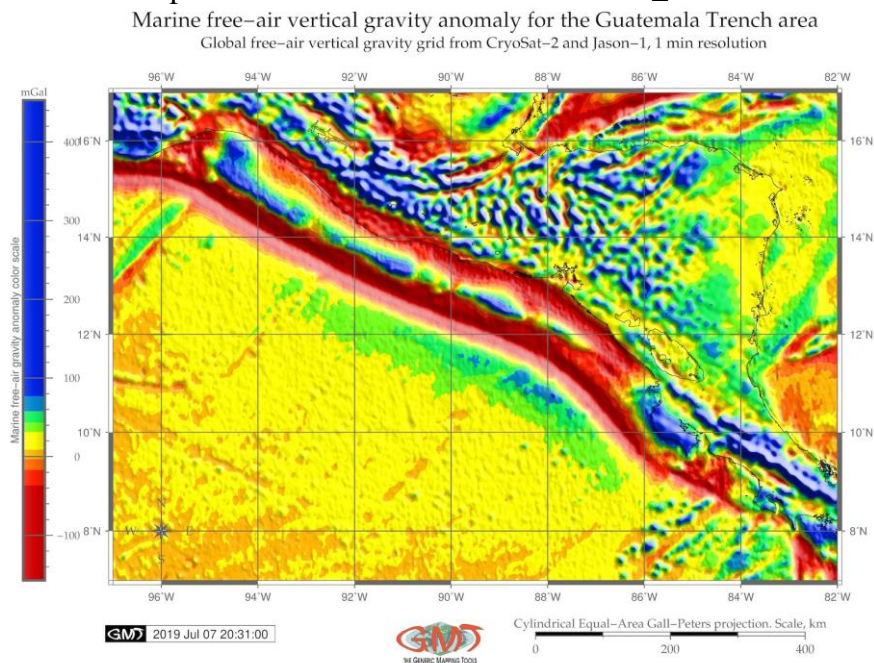 Marine free−air vertical gravity anomaly for the Guatemala Trench area
Global free−air vertical gravity grid from CryoSat−2 and Jason−1, 1 min resolution
mGal
96°W 94°W 92°W 90°W 88°W 86°W 84°W 82°W
400
300
200
100
0
−100
Marine free−air gravity anomaly color scale
16°N 16°N
14°N 14°N
12°N 12°N
10°N 10°N
8°N 8°N
N
W E
S
96°W 94°W 92°W 90°W 88°W 86°W 84°W 82°W
GMT 2019 Jul 07 20:31:00
GMT
THE GENERIC MAPPING TOOLS
Cylindrical Equal−Area Gall−Peters projection. Scale, km
0 200 400